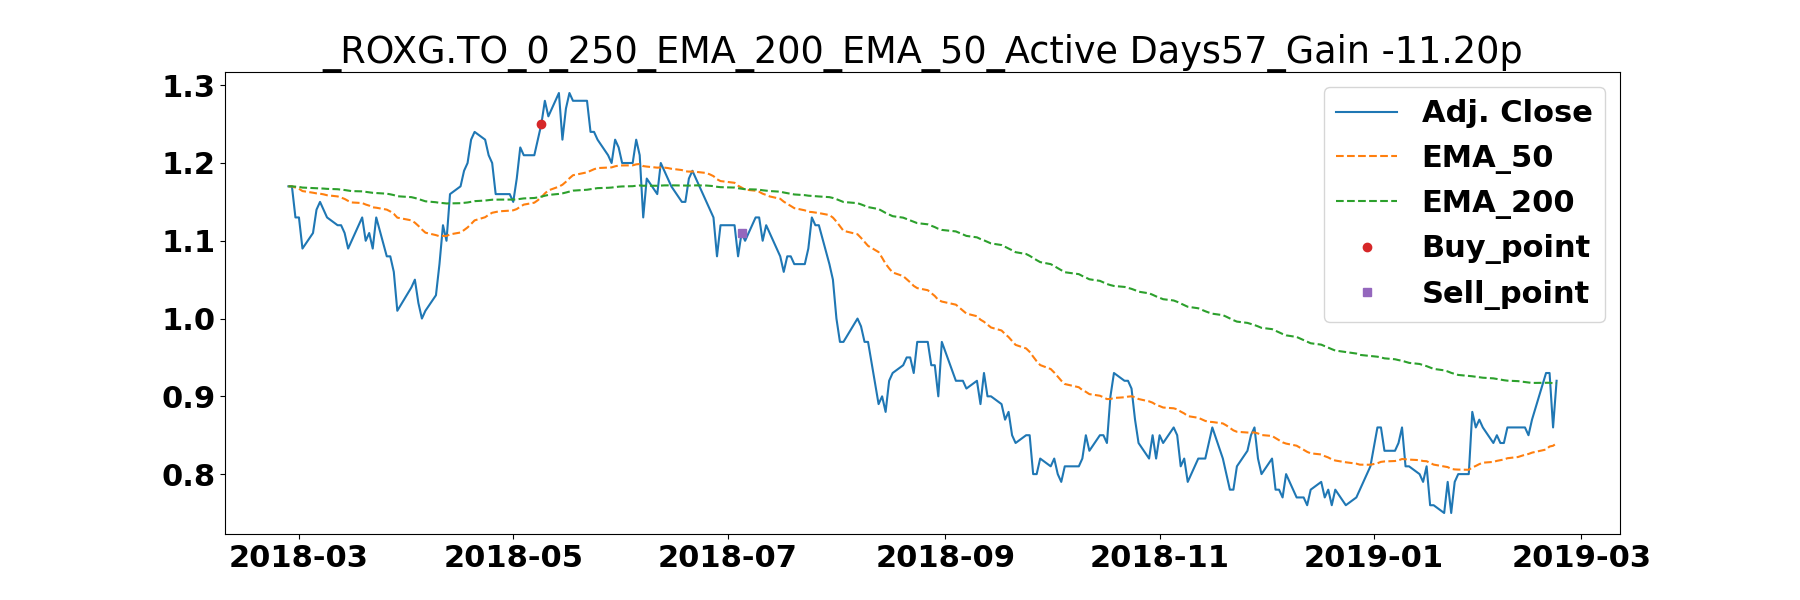 _ROXG.TO_0_250_EMA_200_EMA_50_Active Days57_Gain -11.20p
1.3
1.2
1.1
1.0
0.9
0.8
Adj. Close
EMA_50
EMA_200
Buy_point
Sell_point
2018-03 2018-05 2018-07 2018-09 2018-11 2019-01 2019-03